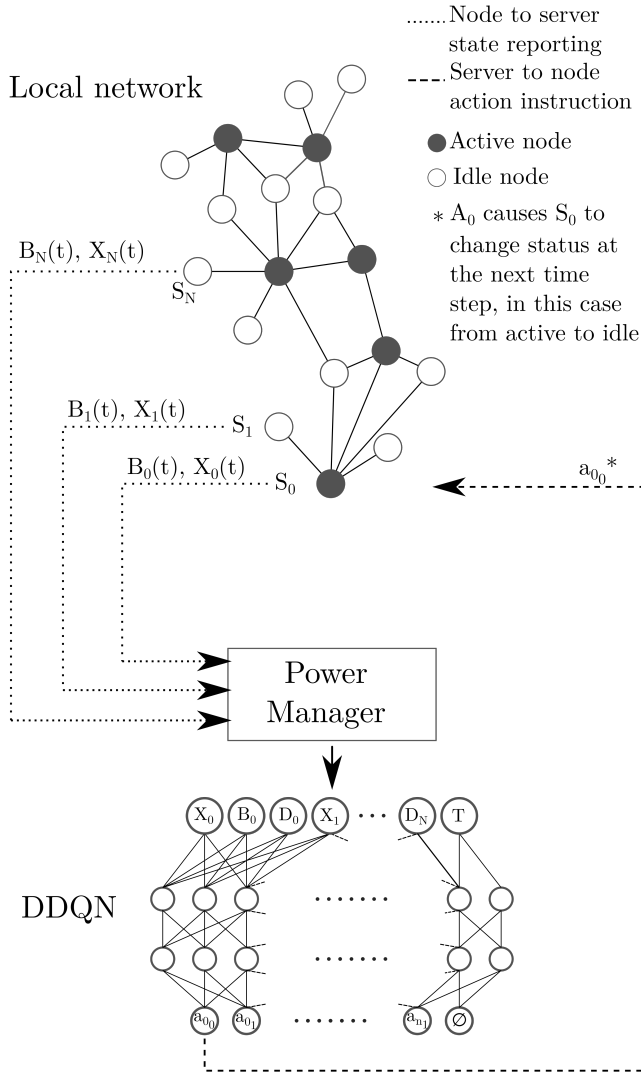 Node to server
state reporting
Server to node
action instruction
Local network
Active node
Idle node
* A₀ causes S₀ to
change status at
the next time
step, in this case
from active to idle
B_N(t), X_N(t)
S_N
B₁(t), X₁(t)
S₁
B₀(t), X₀(t)
S₀
a₀₀*
Power
Manager
X₀ B₀ D₀ X₁ ··· D_N T
DDQN
a₀₀ a₀₁ ······· a_n₁ ∅